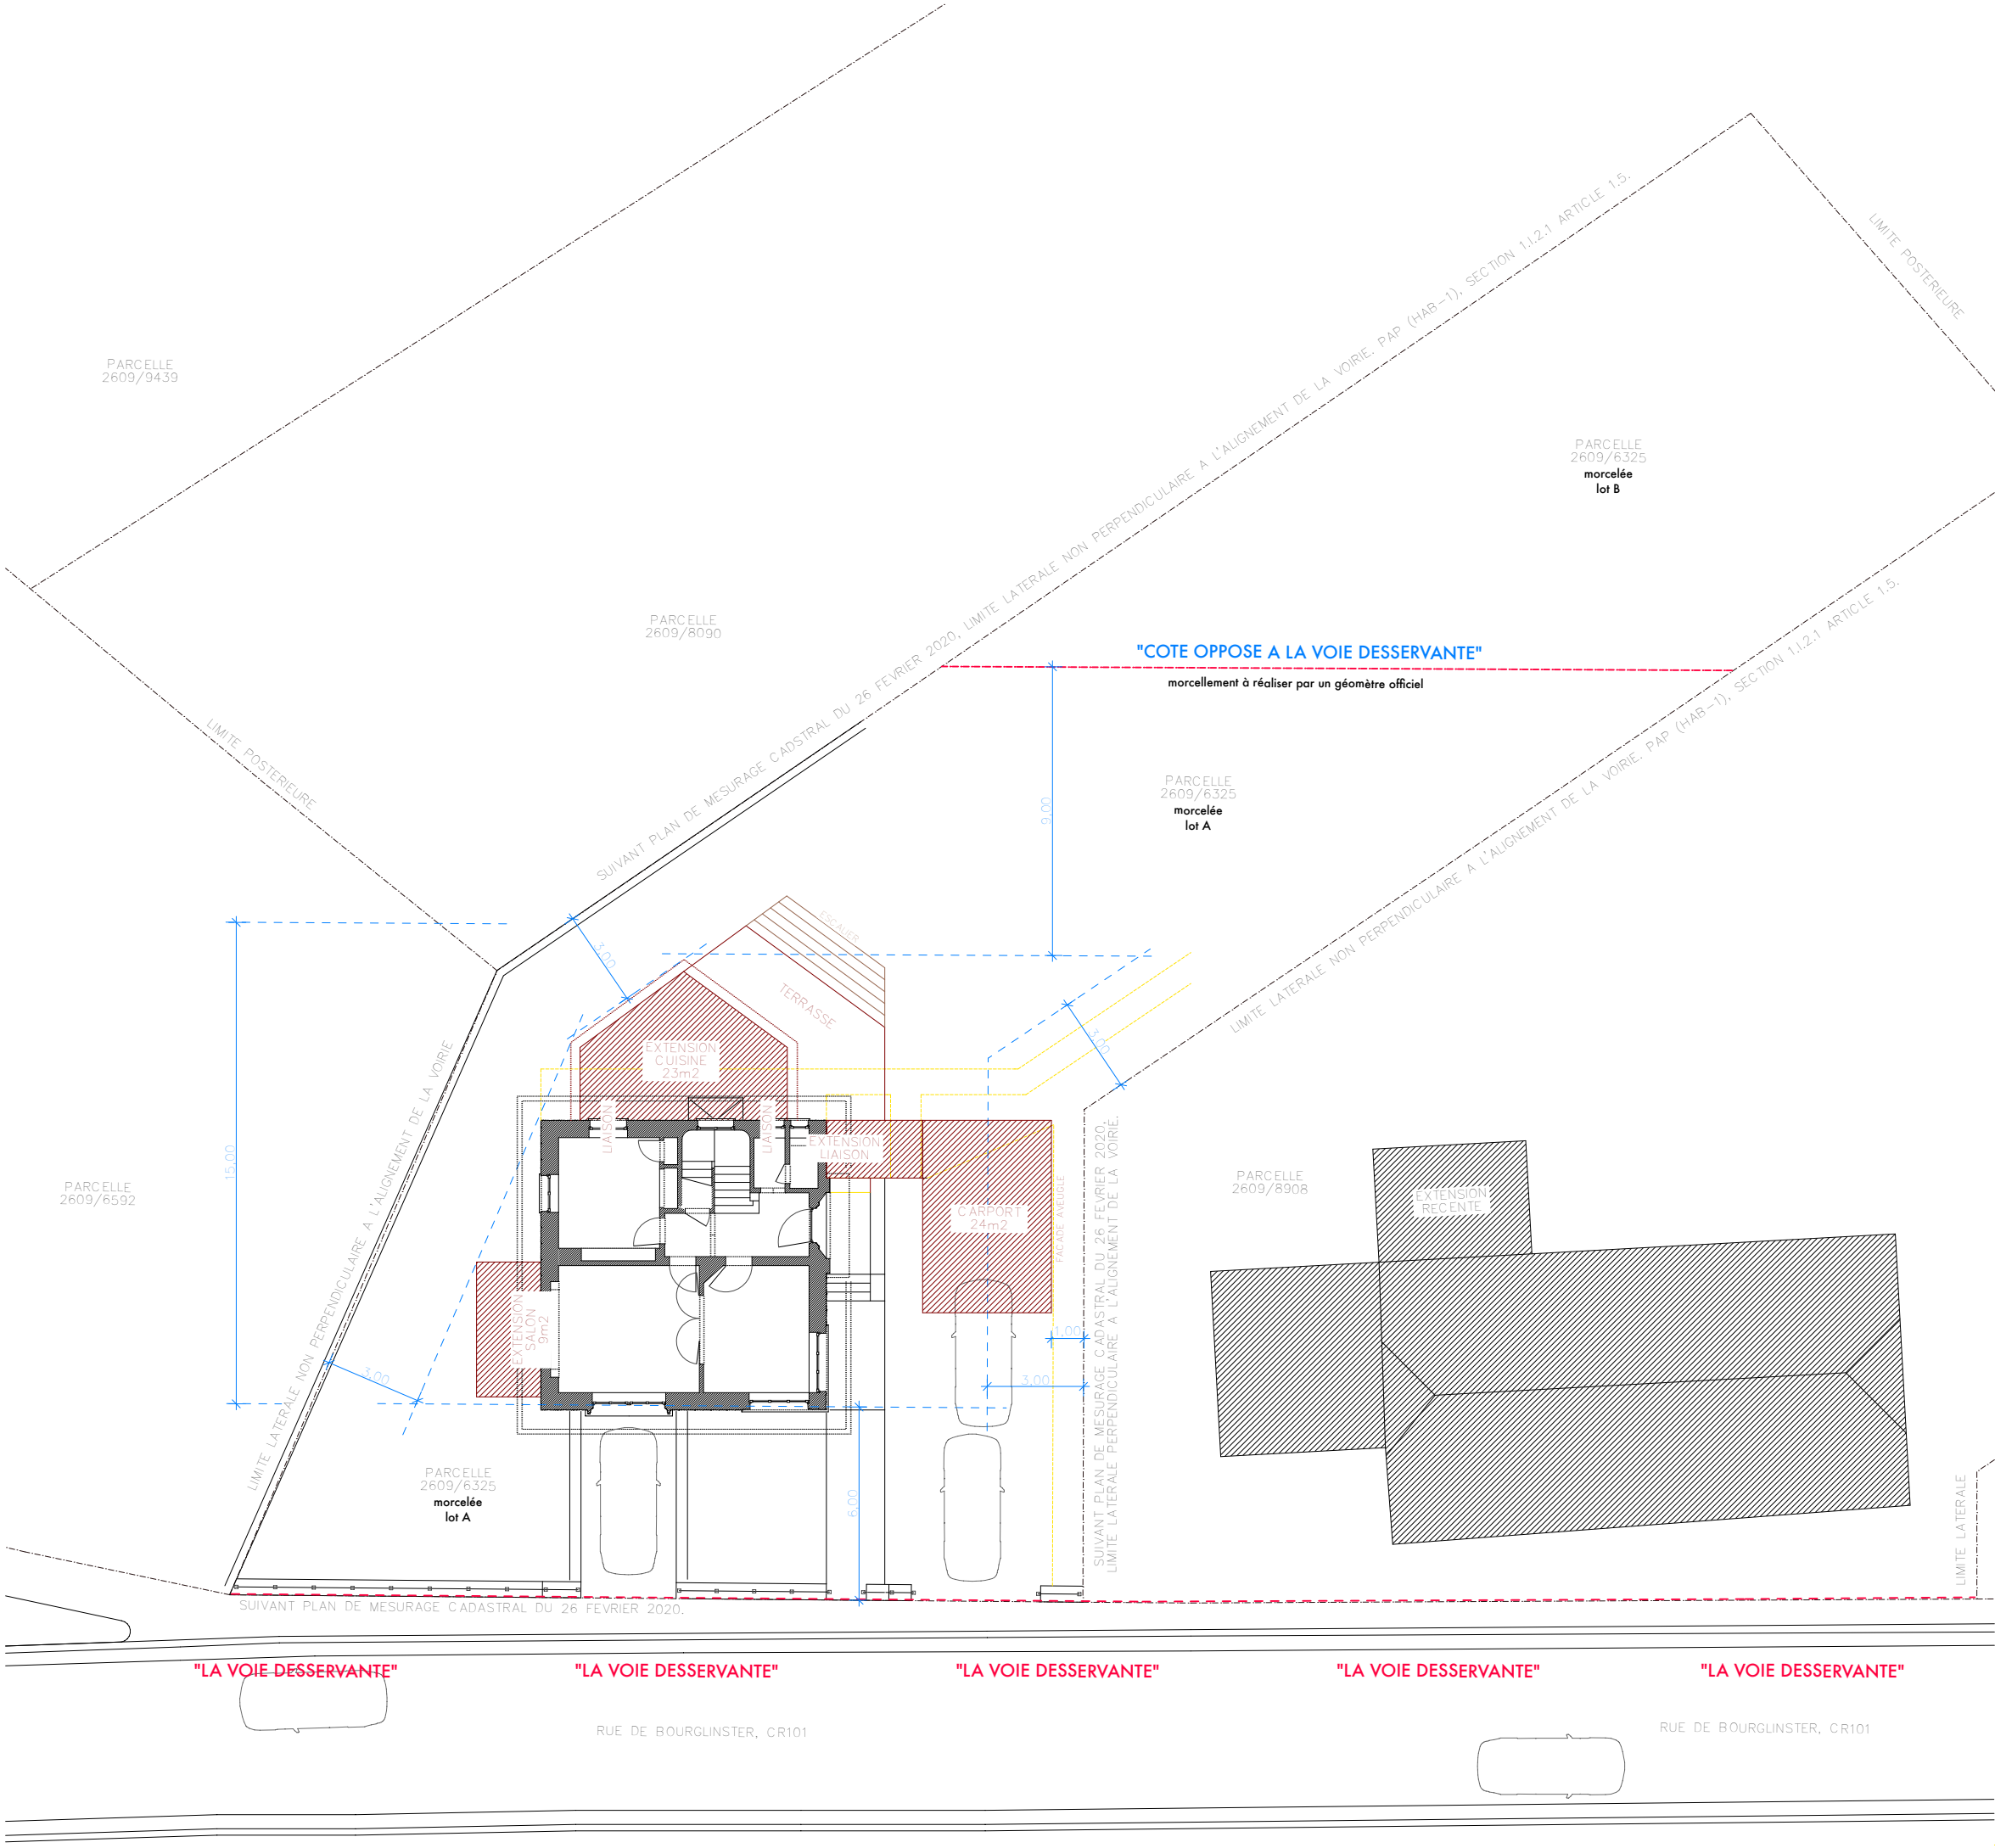 PARCELLE
2609/9439
LIMITE POSTERIEURE
PARCELLE
2609/6325
morcelée
lot B
SUIVANT PLAN DE MESURAGE CADSTRAL DU 26 FEVRIER 2020, LIMITE LATERALE NON PERPENDICULAIRE A L'ALIGNEMENT DE LA VOIRIE. PAP (HAB-1), SECTION 1.I.2.1 ARTICLE 1.5.
PARCELLE
2609/8090
"COTE OPPOSE A LA VOIE DESSERVANTE"
morcellement à réaliser par un géomètre officiel
LIMITE POSTERIEURE
9,00
PARCELLE
2609/6325
morcelée
lot A
LIMITE LATERALE NON PERPENDICULAIRE A L'ALIGNEMENT DE LA VOIRIE. PAP (HAB-1), SECTION 1.I.2.1 ARTICLE 1.5.
3,00
ESCALIER
TERRASSE
3,00
EXTENSION
CUISINE
23m2
LIAISON
LIAISON
EXTENSION
LIAISON
15,00
PARCELLE
2609/6592
LIMITE LATERALE NON PERPENDICULAIRE A L'ALIGNEMENT DE LA VOIRIE
CARPORT
24m2
FACADE AVEUGLE
SUIVANT PLAN DE MESURAGE CADASTRAL DU 26 FEVRIER 2020,
LIMITE LATERALE PERPENDICULAIRE A L'ALIGNEMENT DE LA VOIRIE.
PARCELLE
2609/8908
EXTENSION
RECENTE
EXTENSION
SALON
9m2
1,00
3,00
3,00
PARCELLE
2609/6325
morcelée
lot A
6,00
LIMITE LATERALE
SUIVANT PLAN DE MESURAGE CADASTRAL DU 26 FEVRIER 2020.
"LA VOIE DESSERVANTE"
"LA VOIE DESSERVANTE"
"LA VOIE DESSERVANTE"
"LA VOIE DESSERVANTE"
"LA VOIE DESSERVANTE"
RUE DE BOURGLINSTER, CR101
RUE DE BOURGLINSTER, CR101